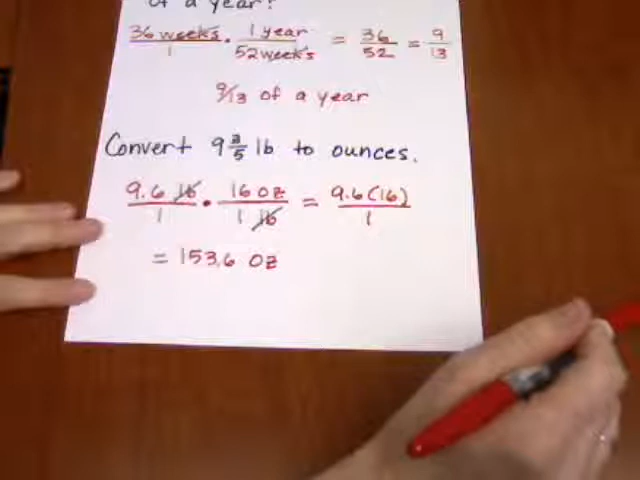 of a year?
36 weeks/1 · 1 year/52 weeks = 36/52 = 9/13
9/13 of a year
Convert 9 3/5 lb to ounces.
9.6 lb/1 · 16 oz/1 lb = 9.6(16)/1
= 153.6 oz